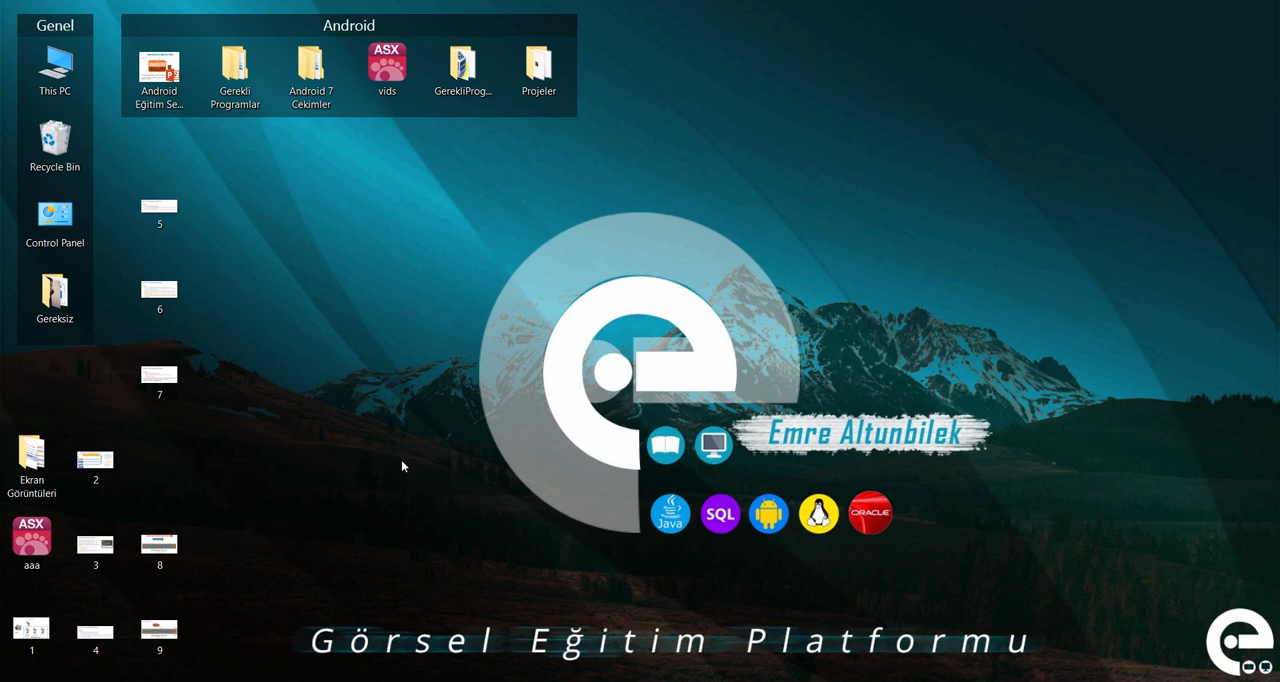 Genel
Android
This PC
Android
Eğitim Se...
Gerekli
Programlar
Android 7
Cekimler
ASX
vids
GerekliProg...
Projeler
Recycle Bin
Control Panel
5
Gereksiz
6
7
Emre Altunbilek
Ekran
Görüntüleri
2
Java
SQL
ORACLE
ASX
aaa
3
8
1
4
9
Görsel Eğitim Platformu